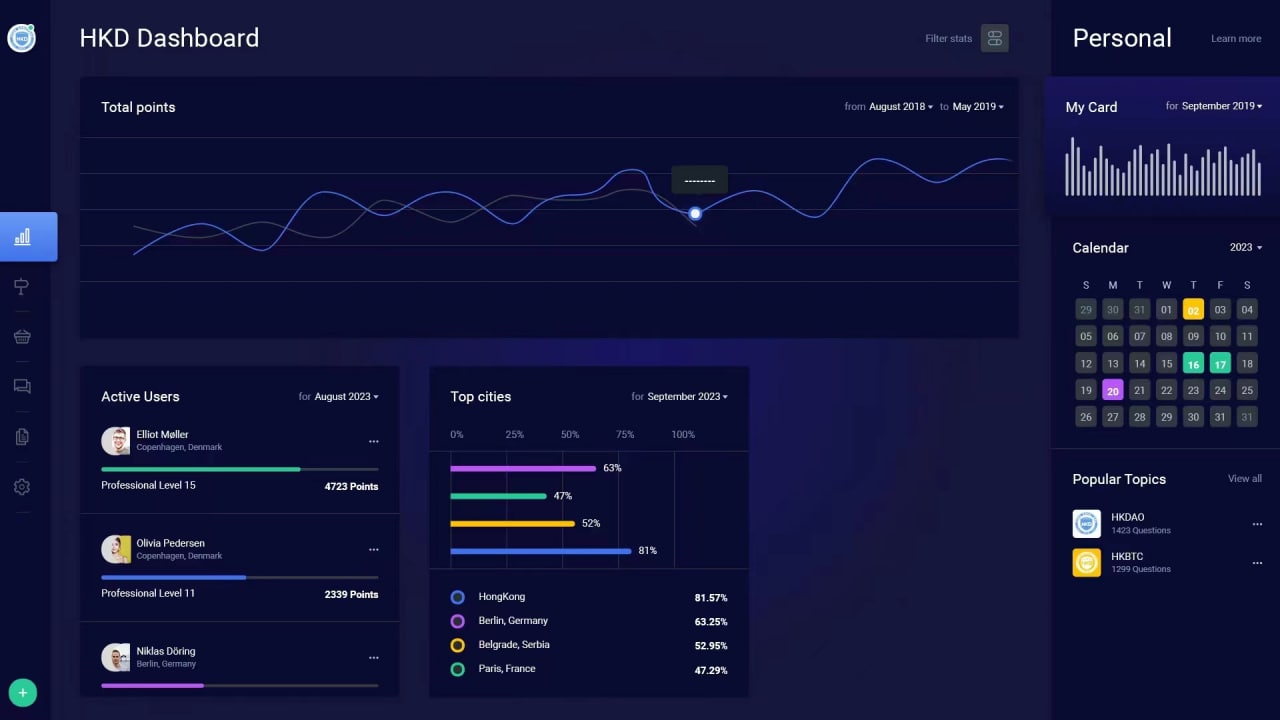 HKD Dashboard
Filter stats
Total points
from August 2018 to May 2019
--------
Active Users
for August 2023
Elliot Møller
Copenhagen, Denmark
Professional Level 15
4723 Points
Olivia Pedersen
Copenhagen, Denmark
Professional Level 11
2339 Points
Niklas Döring
Berlin, Germany
Top cities
for September 2023
0% 25% 50% 75% 100%
63%
47%
52%
81%
HongKong 81.57%
Berlin, Germany 63.25%
Belgrade, Serbia 52.95%
Paris, France 47.29%
Personal
Learn more
My Card
for September 2019
Calendar
2023
S M T W T F S
29 30 31 01 02 03 04
05 06 07 08 09 10 11
12 13 14 15 16 17 18
19 20 21 22 23 24 25
26 27 28 29 30 31 31
Popular Topics
View all
HKDAO
1423 Questions
HKBTC
1299 Questions